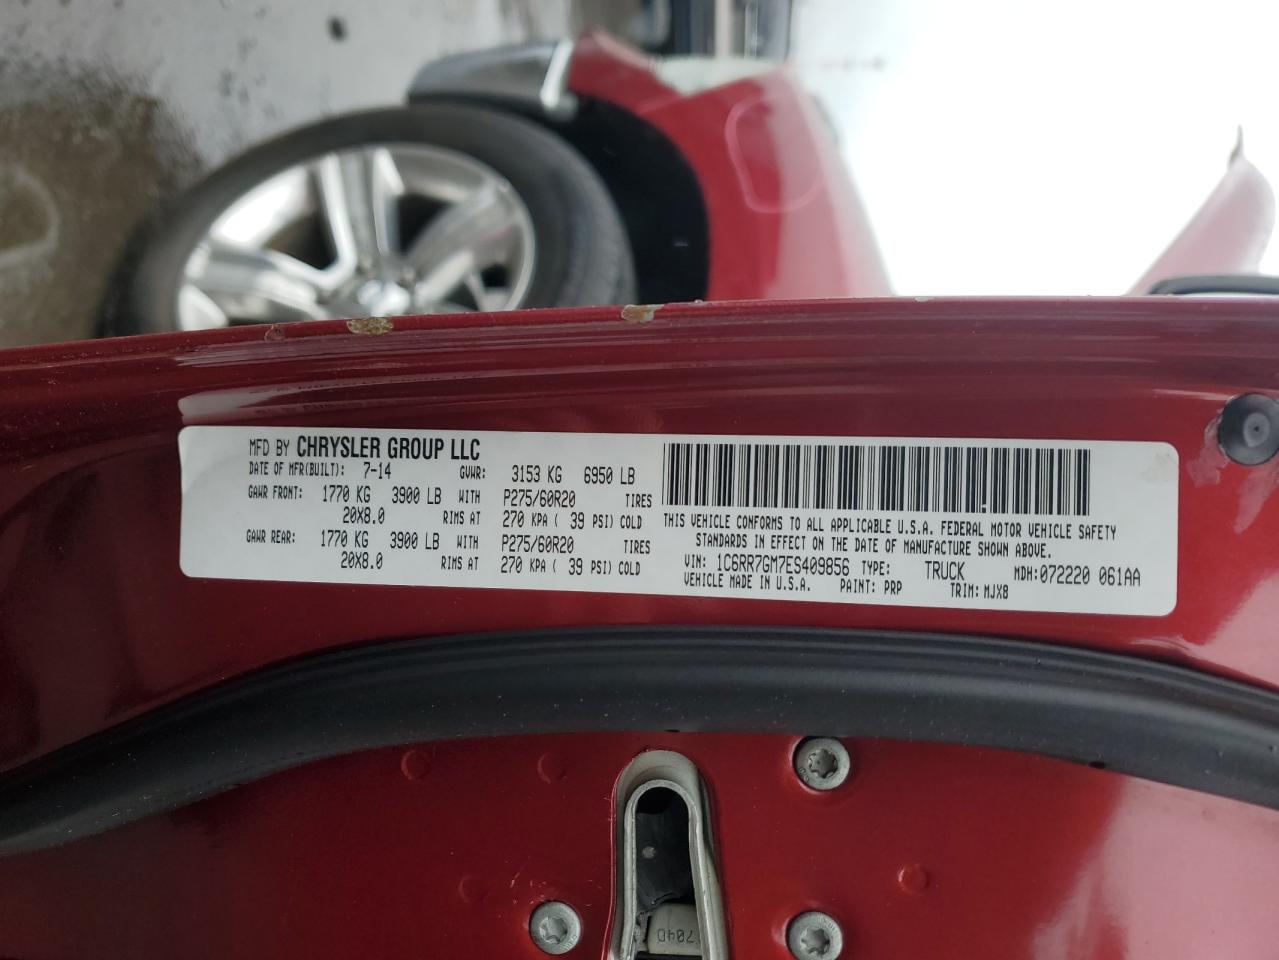 MFD BY CHRYSLER GROUP LLC
DATE OF MFR(BUILT): 7-14 GVWR: 3153 KG 6950 LB
GAWR FRONT: 1770 KG 3900 LB WITH P275/60R20 TIRES
20X8.0 RIMS AT 270 KPA ( 39 PSI) COLD
GAWR REAR: 1770 KG 3900 LB WITH P275/60R20 TIRES
20X8.0 RIMS AT 270 KPA ( 39 PSI) COLD
THIS VEHICLE CONFORMS TO ALL APPLICABLE U.S.A. FEDERAL MOTOR VEHICLE SAFETY
STANDARDS IN EFFECT ON THE DATE OF MANUFACTURE SHOWN ABOVE.
VIN: 1C6RR7GM7ES409856 TYPE: TRUCK MDH:072220 061AA
VEHICLE MADE IN U.S.A. PAINT: PRP TRIM: MJX8
704D